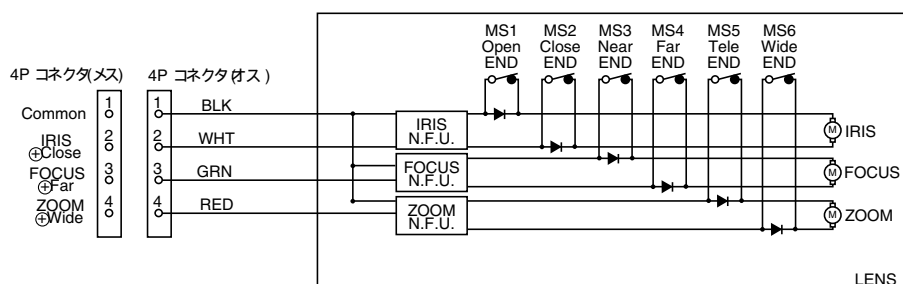 MS1 MS2 MS3 MS4 MS5 MS6
Open Close Near Far Tele Wide
END END END END END END
4P コネクタ(メス) 4P コネクタ(オス)
Common 1 1 BLK
IRIS 2 2 WHT
⊕Close
FOCUS 3 3 GRN
⊕Far
ZOOM 4 4 RED
⊕Wide
IRIS
N.F.U.
FOCUS
N.F.U.
ZOOM
N.F.U.
M IRIS
M FOCUS
M ZOOM
LENS